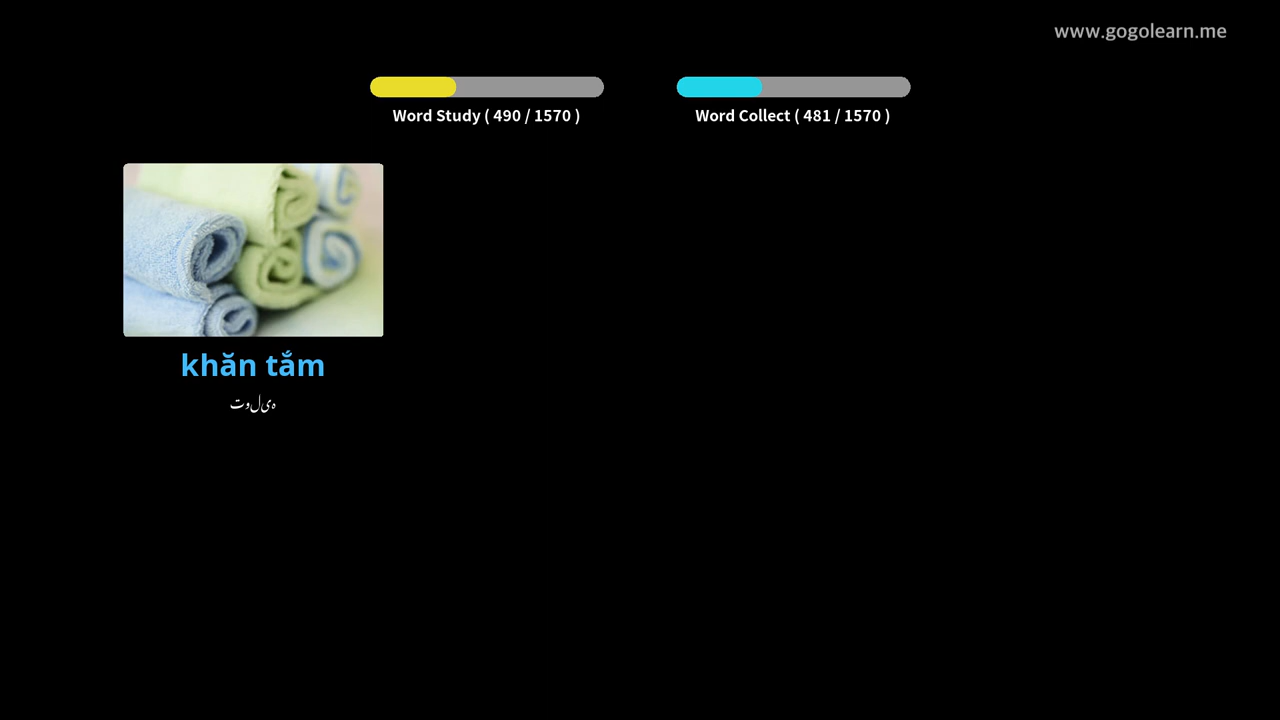 www.gogolearn.me
Word Study ( 490 / 1570 )
Word Collect ( 481 / 1570 )
khăn tắm
تولیہ